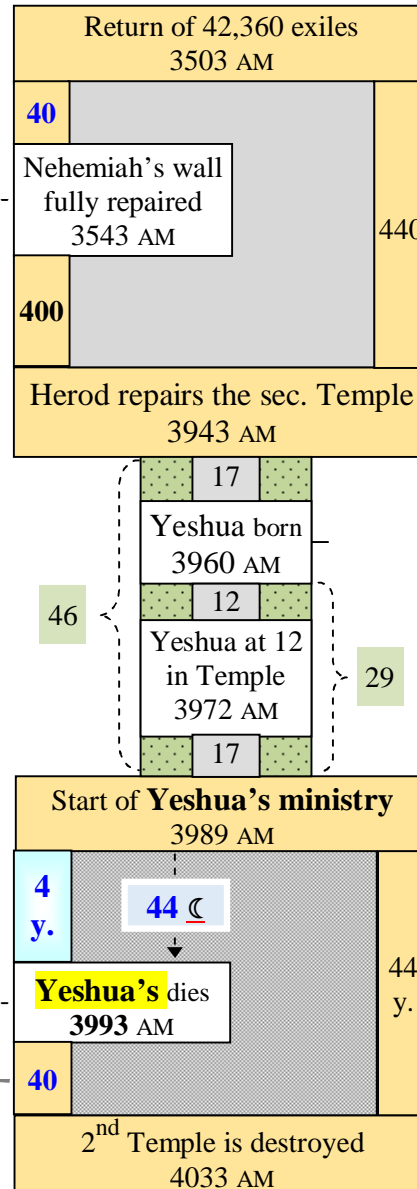 Return of 42,360 exiles
3503 AM
40
Nehemiah's wall
fully repaired
3543 AM
440
400
Herod repairs the sec. Temple
3943 AM
17
Yeshua born
3960 AM
12
46
Yeshua at 12
in Temple
3972 AM
29
17
Start of Yeshua's ministry
3989 AM
4
y.
44 ☾
44
y.
Yeshua's dies
3993 AM
40
2nd Temple is destroyed
4033 AM